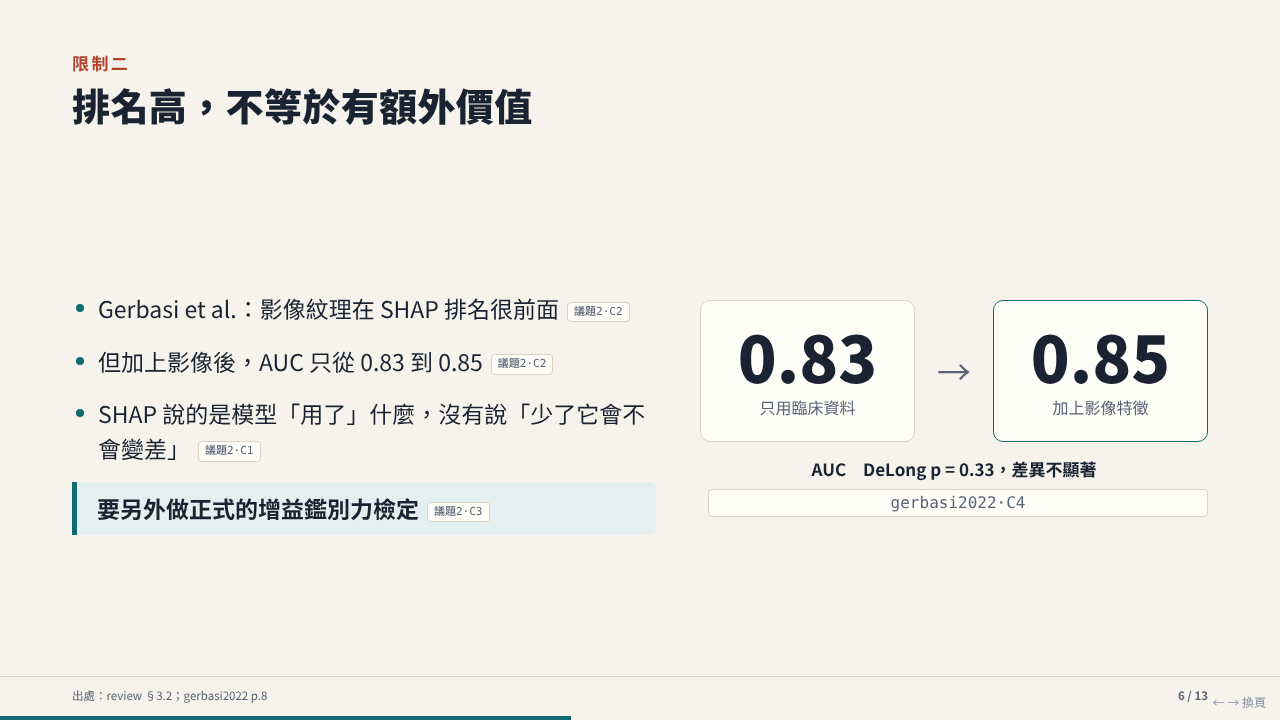 限制二
排名高，不等於有額外價值
Gerbasi et al.：影像紋理在 SHAP 排名很前面 議題2·C2
但加上影像後，AUC 只從 0.83 到 0.85 議題2·C2
SHAP 說的是模型「用了」什麼，沒有說「少了它會不
會變差」 議題2·C1
要另外做正式的增益鑑別力檢定 議題2·C3
0.83
只用臨床資料
→
0.85
加上影像特徵
AUC　DeLong p = 0.33，差異不顯著
gerbasi2022·C4
出處：review §3.2；gerbasi2022 p.8
6 / 13
← → 換頁